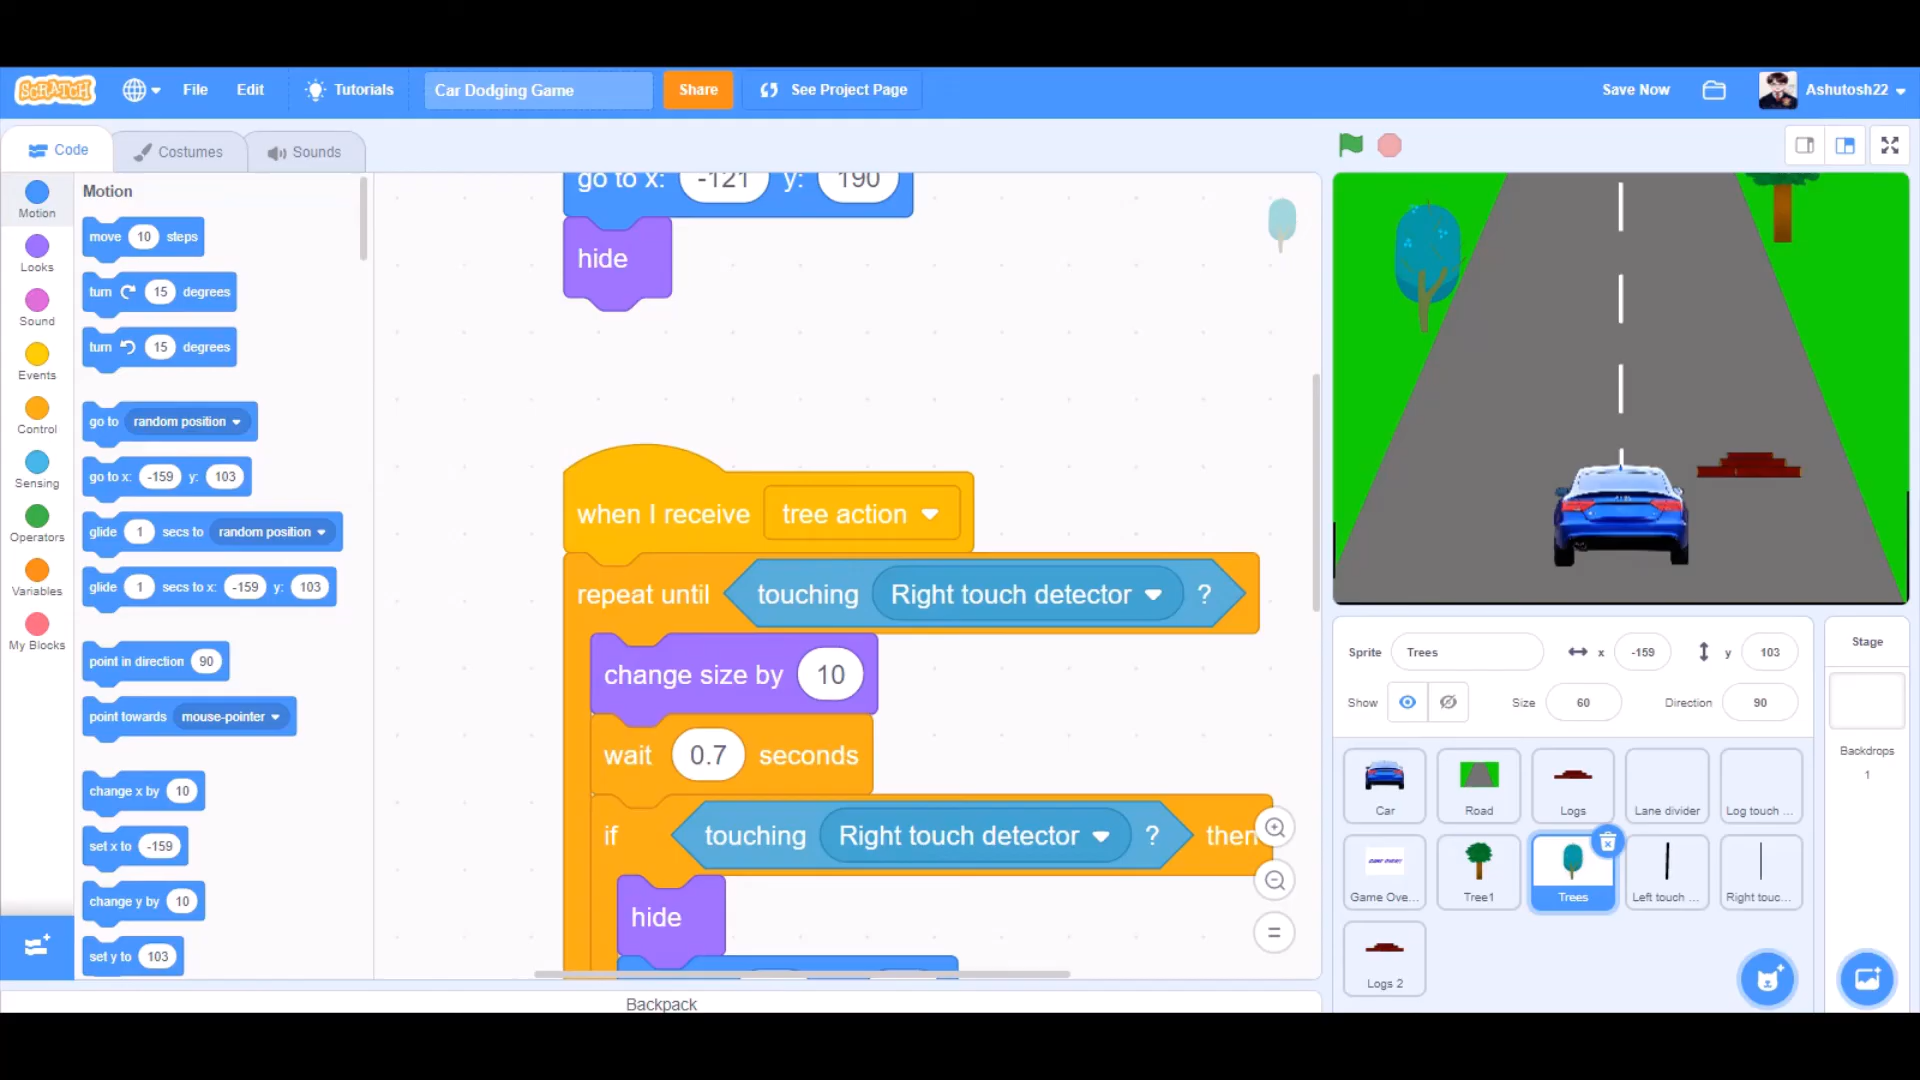 SCRATCH File Edit Tutorials Car Dodging Game Share See Project Page Save Now Ashutosh22
Code Costumes Sounds
Motion
Looks
Sound
Events
Control
Sensing
Operators
Variables
My Blocks
Motion
move 10 steps
turn 15 degrees
turn 15 degrees
go to random position
go to x: -159 y: 103
glide 1 secs to random position
glide 1 secs to x: -159 y: 103
point in direction 90
point towards mouse-pointer
change x by 10
set x to -159
change y by 10
set y to 103
go to x: -121 y: 190
hide
when I receive tree action
repeat until touching Right touch detector ?
change size by 10
wait 0.7 seconds
if touching Right touch detector ? then
hide
Backpack
Sprite Trees x -159 y 103
Show Size 60 Direction 90
Car Road Logs Lane divider Log touch ...
GAME OVER!
Game Ove... Tree1 Trees Left touch ... Right touc...
Logs 2
Stage
Backdrops
1